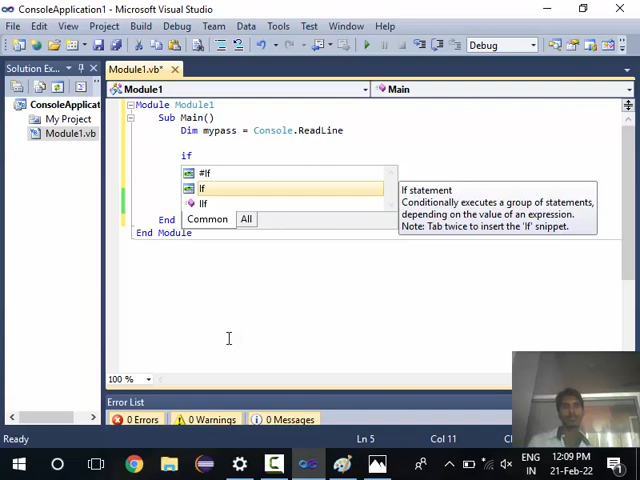 ConsoleApplication1 - Microsoft Visual Studio
File Edit View Project Build Debug Team Data Tools Test Window Help
Debug
Solution Ex...
Module1.vb*
Module1
Main
ConsoleApplicat
My Project
Module1.vb
Module Module1
Sub Main()
Dim mypass = Console.ReadLine
if
#If
If
IIf
Common All
If statement
Conditionally executes a group of statements,
depending on the value of an expression.
Note: Tab twice to insert the 'If' snippet.
End
End Module
100 %
Error List
0 Errors
0 Warnings
0 Messages
Ready
Ln 5
Col 11
ENG
IN
12:09 PM
21-Feb-22
1